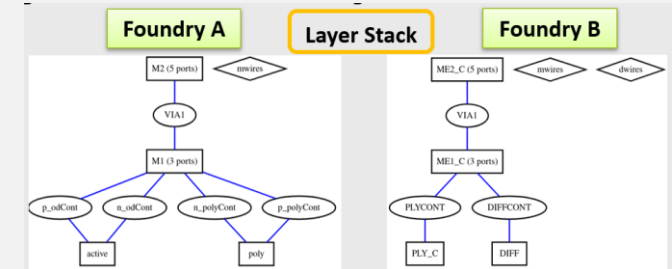 Foundry A
Layer Stack
Foundry B
M2 (5 ports)
mwires
ME2_C (5 ports)
mwires
dwires
VIA1
VIA1
M1 (3 ports)
ME1_C (3 ports)
p_odCont
n_odCont
n_polyCont
p_polyCont
PLYCONT
DIFFCONT
active
poly
PLY_C
DIFF